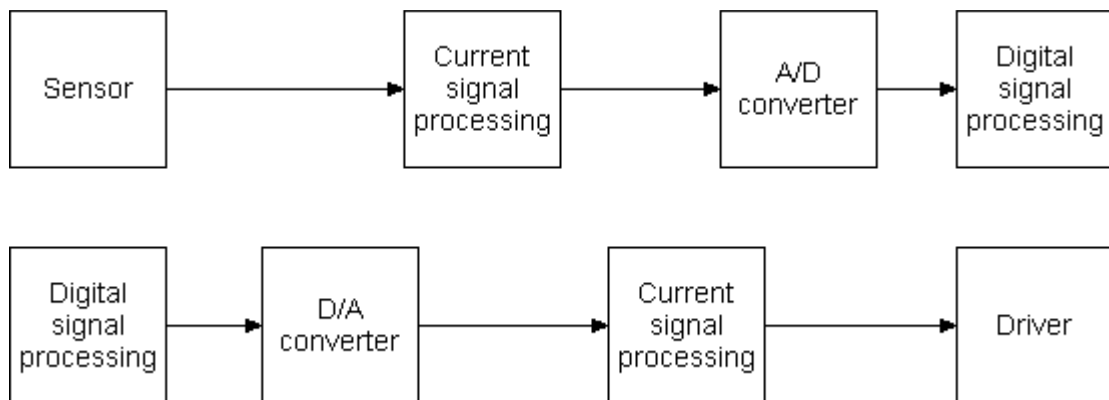 Sensor
Current
signal
processing
A/D
converter
Digital
signal
processing
Digital
signal
processing
D/A
converter
Current
signal
processing
Driver